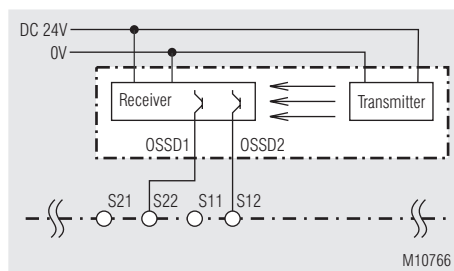 DC 24V
0V
Receiver
Transmitter
OSSD1 OSSD2
S21 S22 S11 S12
M10766